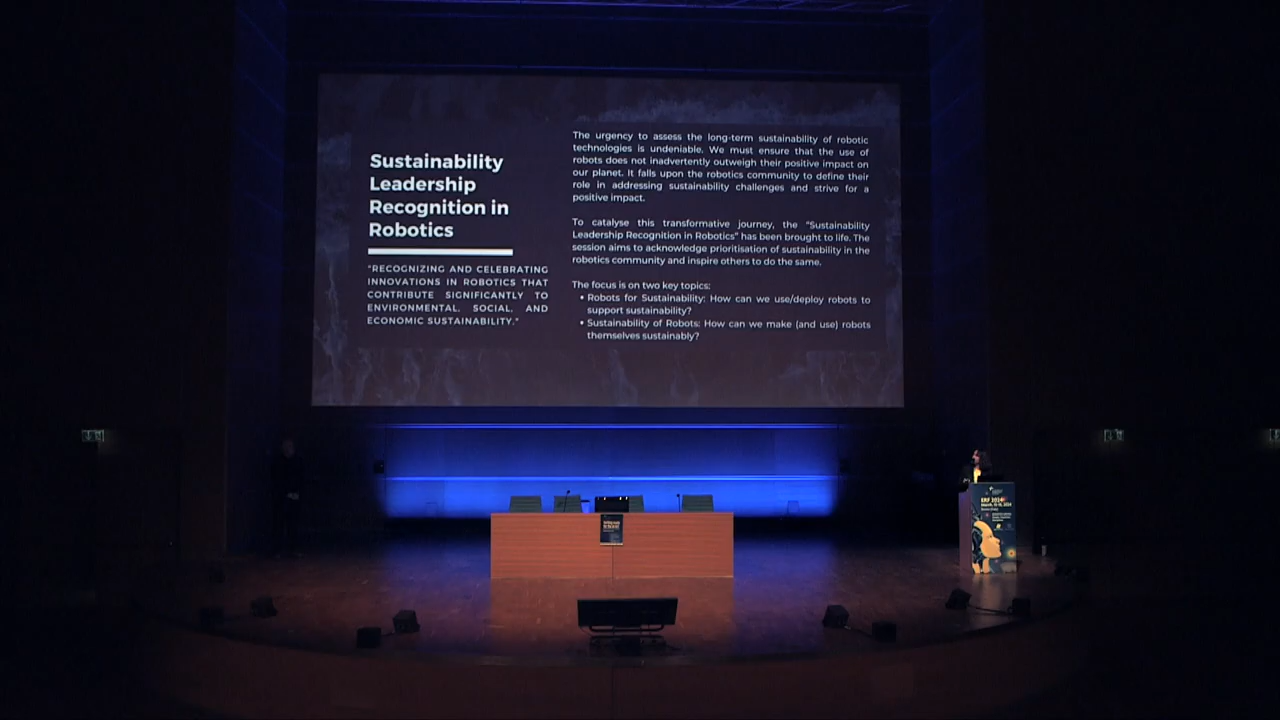 Sustainability
Leadership
Recognition in
Robotics
"RECOGNIZING AND CELEBRATING
INNOVATIONS IN ROBOTICS THAT
CONTRIBUTE SIGNIFICANTLY TO
ENVIRONMENTAL, SOCIAL, AND
ECONOMIC SUSTAINABILITY."
The urgency to assess the long-term sustainability of robotic
technologies is undeniable. We must ensure that the use of
robots does not inadvertently outweigh their positive impact on
our planet. It falls upon the robotics community to define their
role in addressing sustainability challenges and strive for a
positive impact.
To catalyse this transformative journey, the "Sustainability
Leadership Recognition in Robotics" has been brought to life. The
session aims to acknowledge prioritisation of sustainability in the
robotics community and inspire others to do the same.
The focus is on two key topics:
• Robots for Sustainability: How can we use/deploy robots to
support sustainability?
• Sustainability of Robots: How can we make (and use) robots
themselves sustainably?
ERF 2024